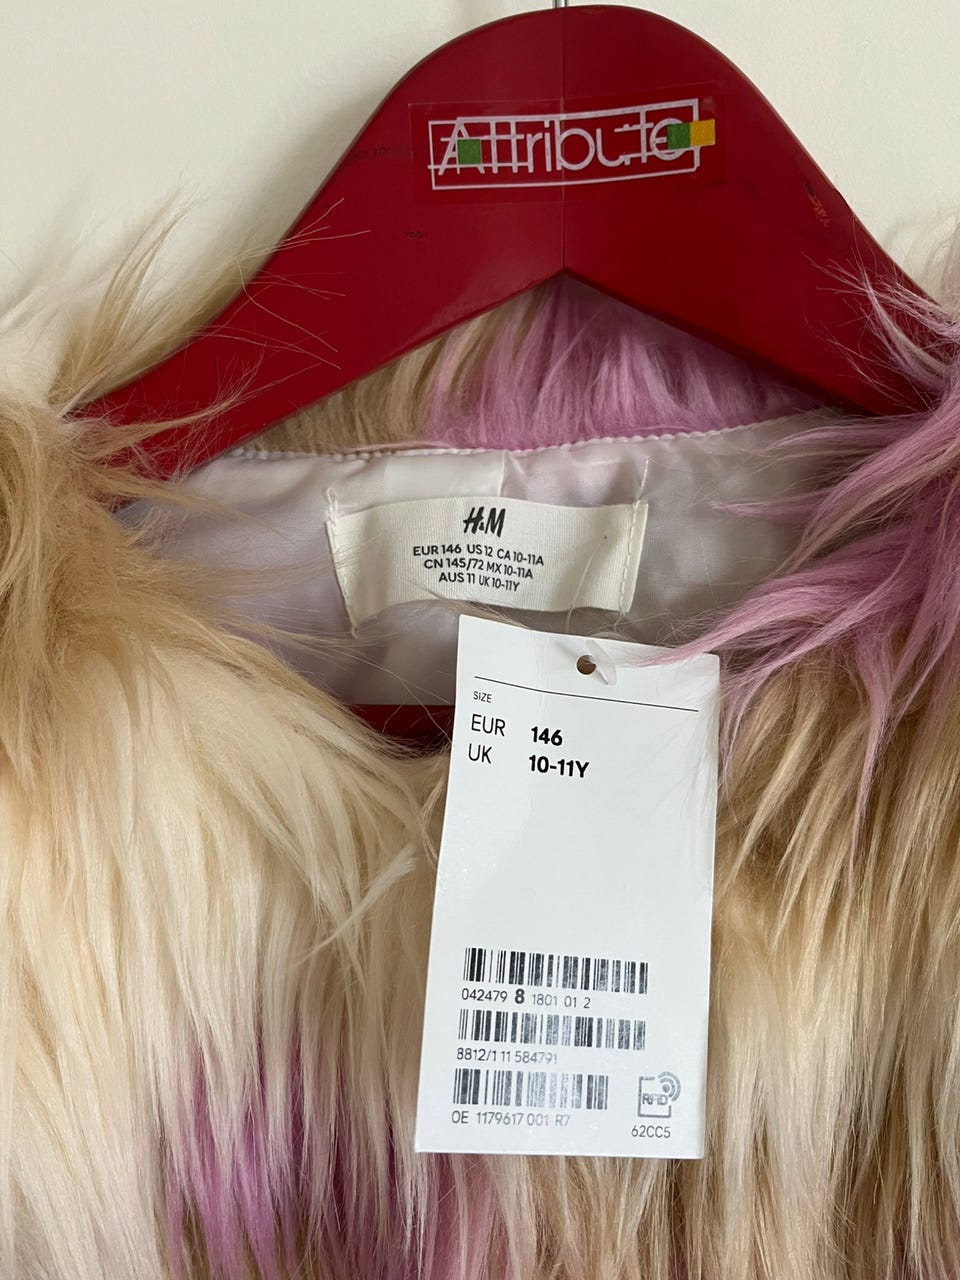 Attribute
H&M
EUR 146 US 12 CA 10-11A
CN 145/72 MX 10-11A
AUS 11 UK 10-11Y
SIZE
EUR 146
UK 10-11Y
042479 8 1801 01 2
8812/1 11 584791
OE 1179617 001 R7
RFID
62CC5